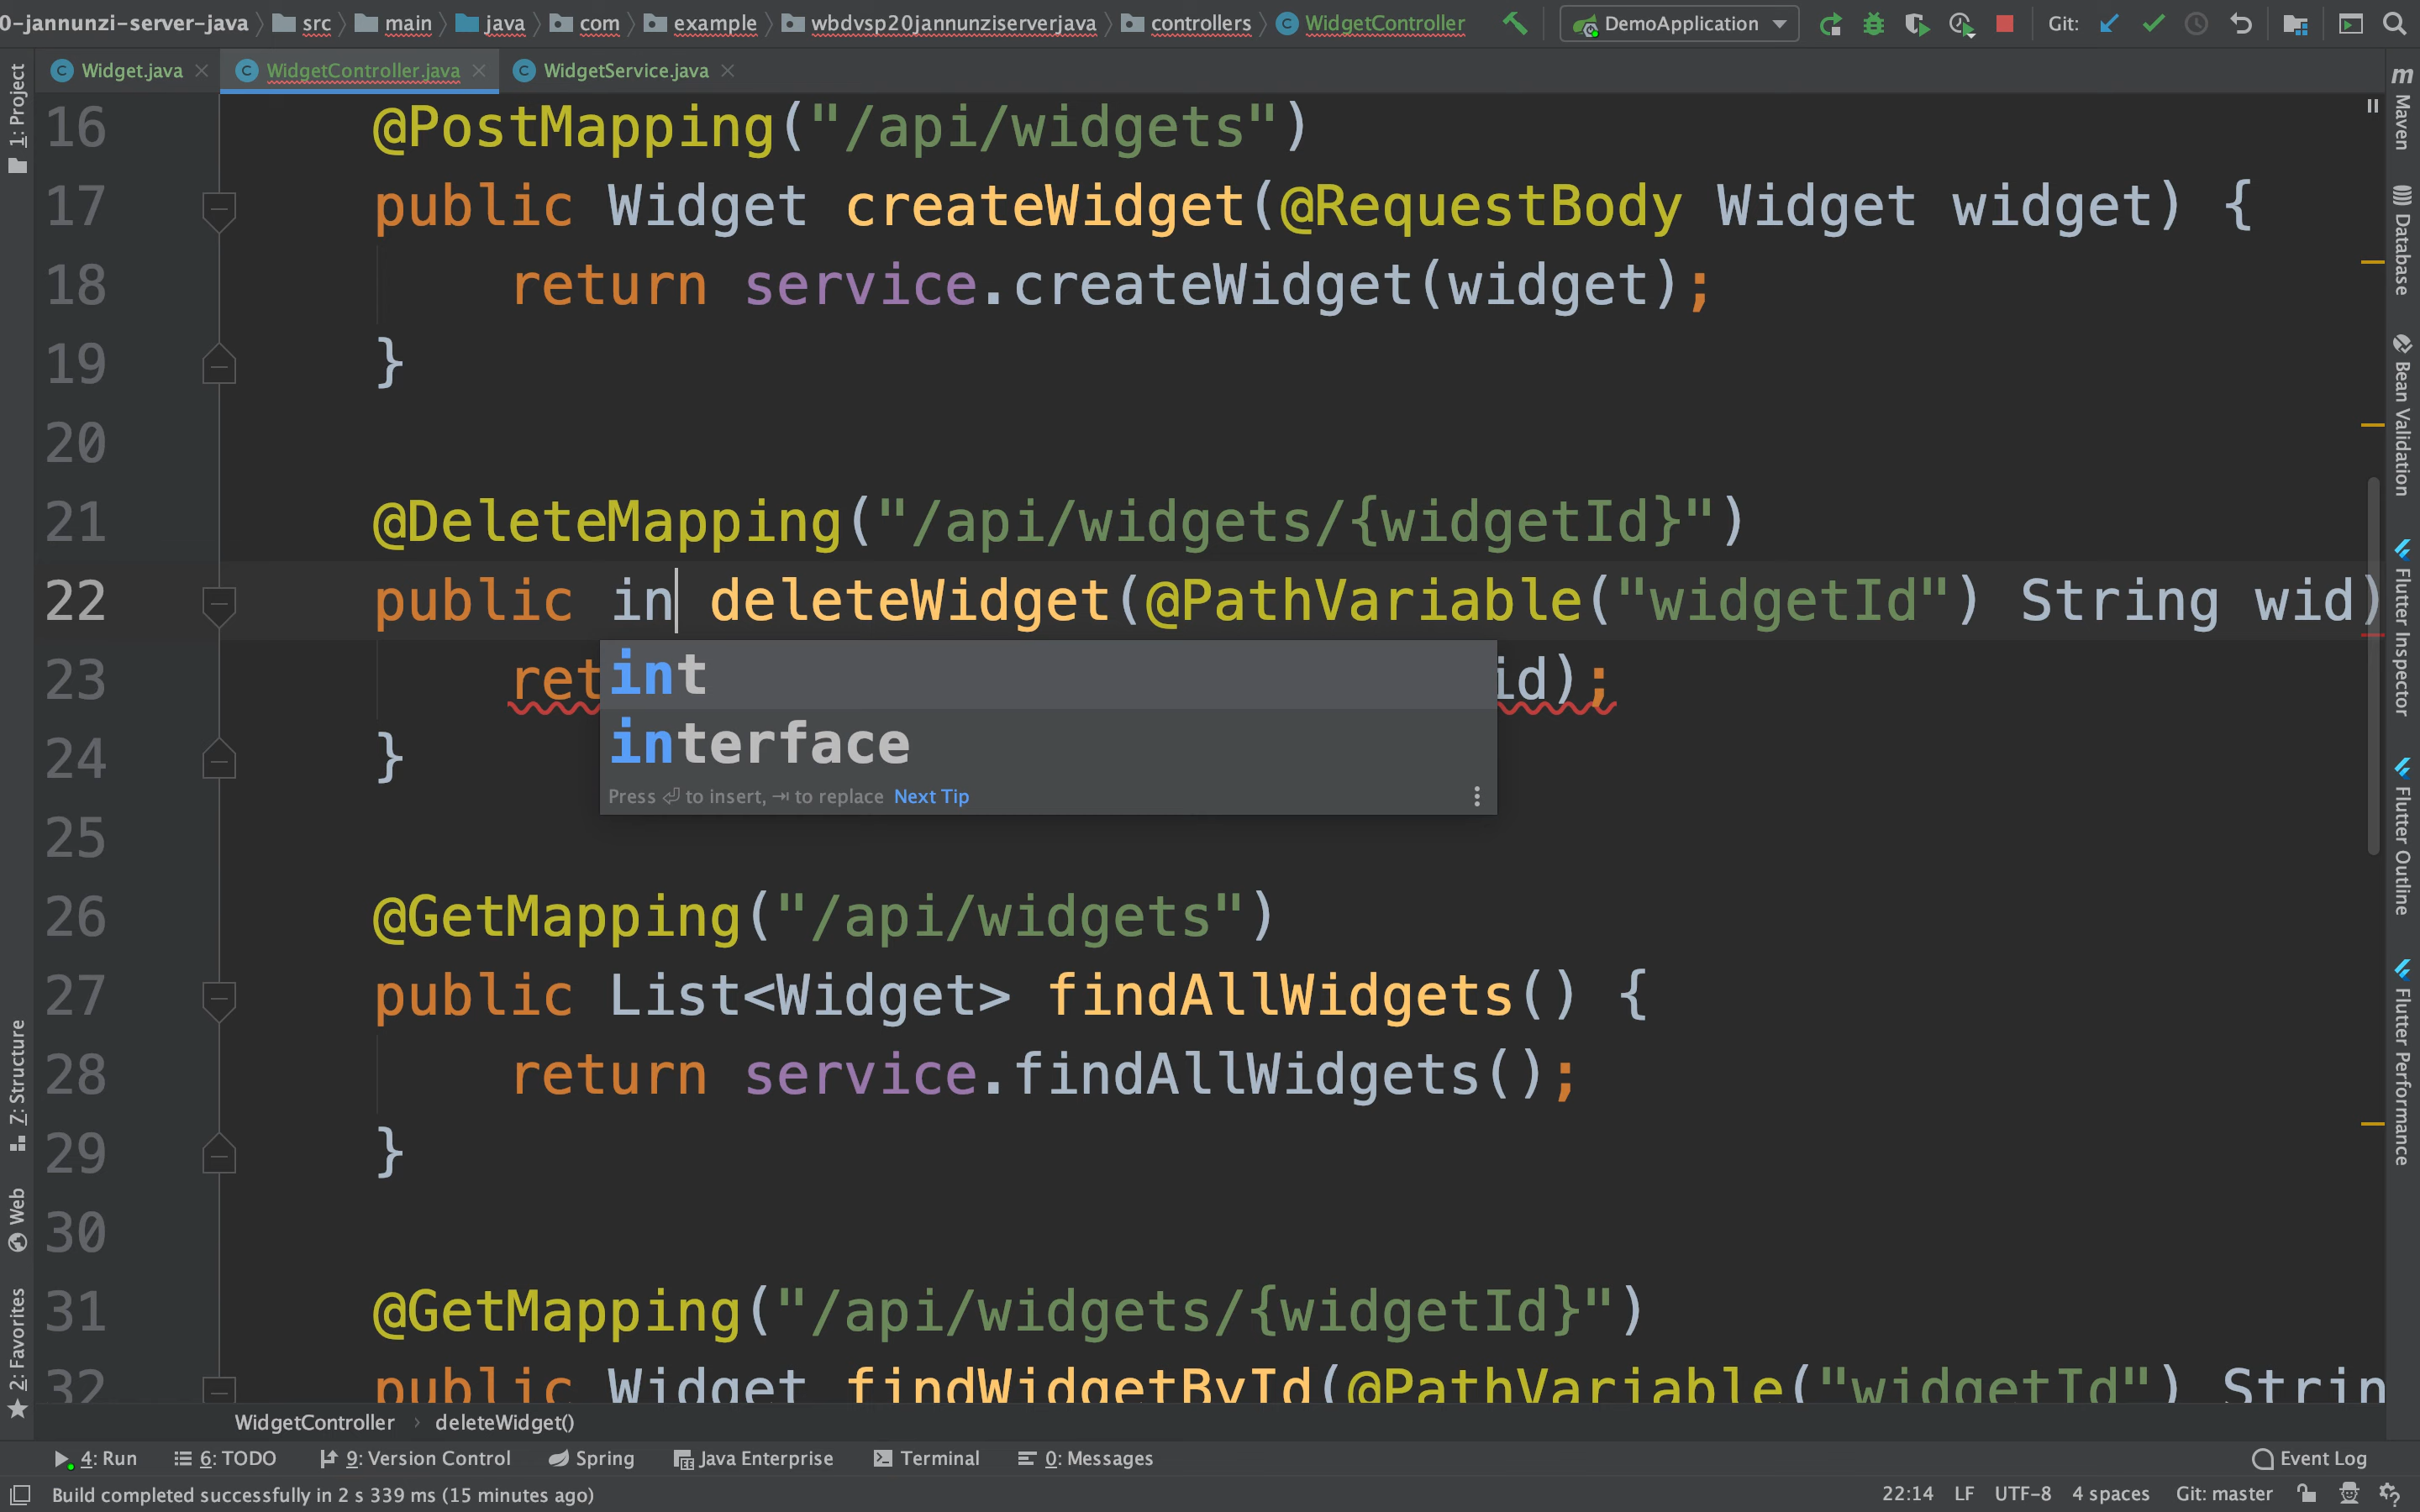 0-jannunzi-server-java src main java com example wbdvsp20jannunziserverjava controllers WidgetController DemoApplication Git:
Widget.java WidgetController.java WidgetService.java
16 @PostMapping("/api/widgets")
17 public Widget createWidget(@RequestBody Widget widget) {
18 return service.createWidget(widget);
19 }
20
21 @DeleteMapping("/api/widgets/{widgetId}")
22 public in deleteWidget(@PathVariable("widgetId") String wid)
23 ret id);
int
interface
Press ⏎ to insert, ⇥ to replace Next Tip
24 }
25
26 @GetMapping("/api/widgets")
27 public List<Widget> findAllWidgets() {
28 return service.findAllWidgets();
29 }
30
31 @GetMapping("/api/widgets/{widgetId}")
32 public Widget findWidgetById(@PathVariable("widgetId") Strin
WidgetController › deleteWidget()
1: Project
Z: Structure
Web
2: Favorites
m Maven
Database
Bean Validation
Flutter Inspector
Flutter Outline
Flutter Performance
4: Run 6: TODO 9: Version Control Spring Java Enterprise Terminal 0: Messages Event Log
Build completed successfully in 2 s 339 ms (15 minutes ago) 22:14 LF UTF-8 4 spaces Git: master